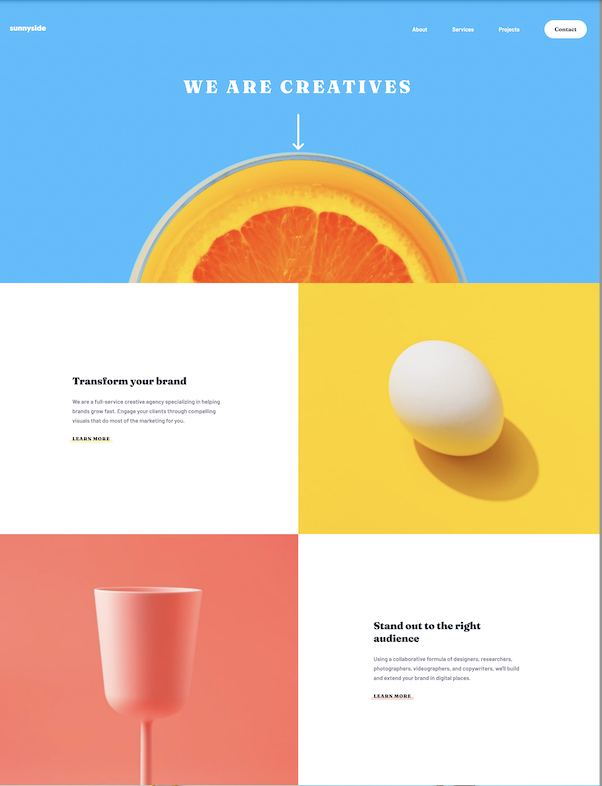 sunnyside
About Services Projects Contact
WE ARE CREATIVES
Transform your brand
We are a full-service creative agency specializing in helping
brands grow fast. Engage your clients through compelling
visuals that do most of the marketing for you.
LEARN MORE
Stand out to the right
audience
Using a collaborative formula of designers, researchers,
photographers, videographers, and copywriters, we'll build
and extend your brand in digital places.
LEARN MORE